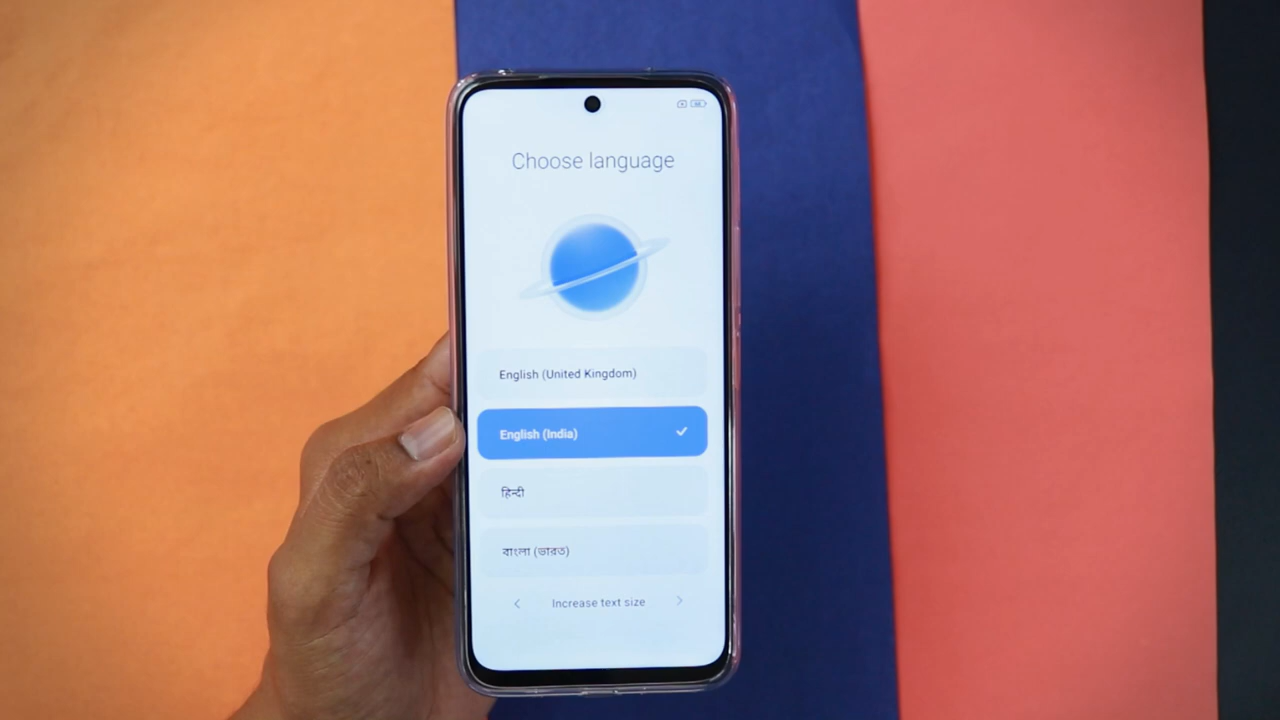 Choose language
English (United Kingdom)
English (India)
हिन्दी
বাংলা (ভারত)
Increase text size